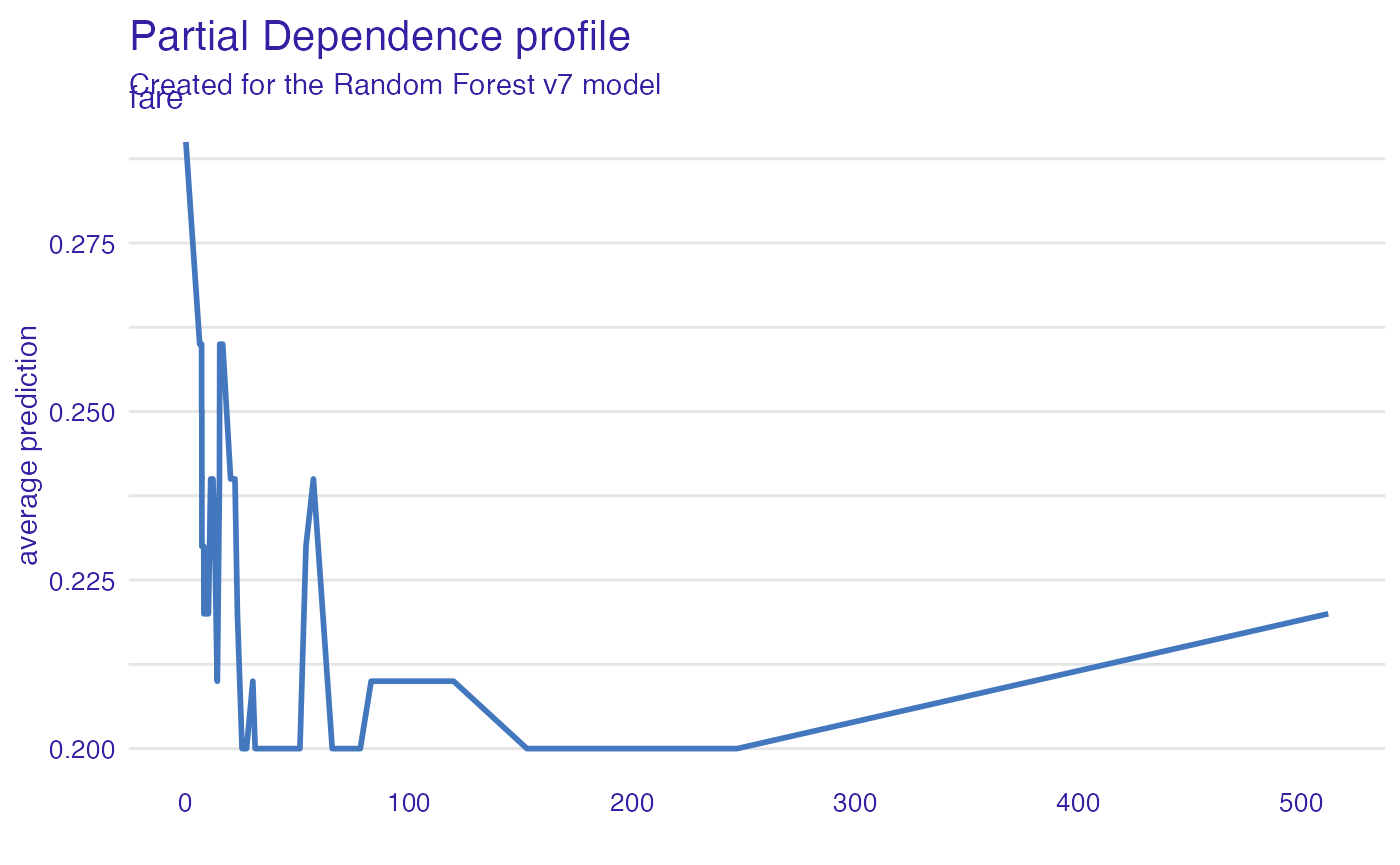 Partial Dependence profile
Created for the Random Forest v7 model
fare
average prediction
0.275
0.250
0.225
0.200
0 100 200 300 400 500